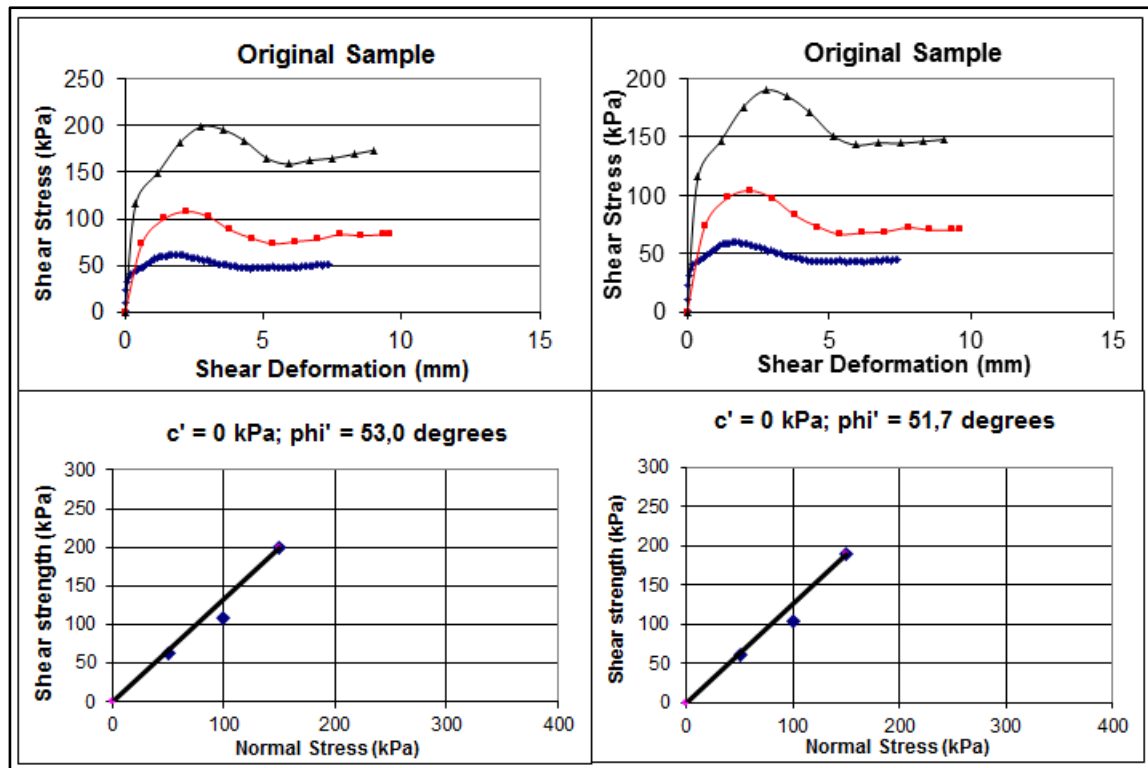 Original Sample
Shear Stress (kPa)
250
200
150
100
50
0
0 5 10 15
Shear Deformation (mm)
Original Sample
Shear Stress (kPa)
200
150
100
50
0
0 5 10 15
Shear Deformation (mm)
c' = 0 kPa; phi' = 53,0 degrees
Shear strength (kPa)
300
250
200
150
100
50
0
0 100 200 300 400
Normal Stress (kPa)
c' = 0 kPa; phi' = 51,7 degrees
Shear strength (kPa)
300
250
200
150
100
50
0
0 100 200 300 400
Normal Stress (kPa)